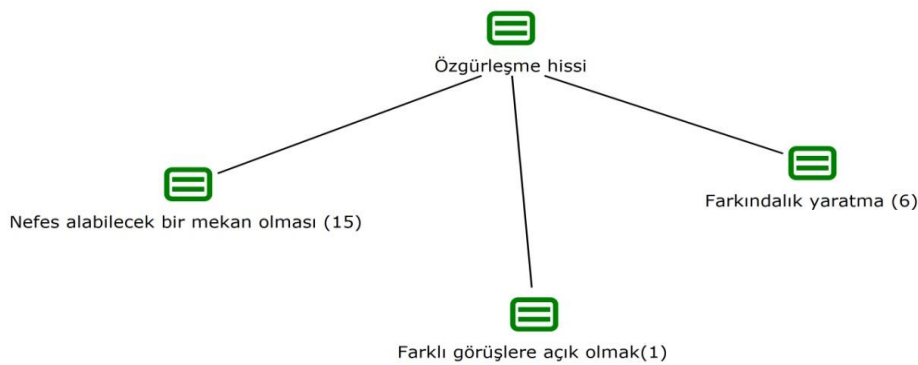 Özgürleşme hissi
Nefes alabilecek bir mekan olması (15)
Farkındalık yaratma (6)
Farklı görüşlere açık olmak(1)